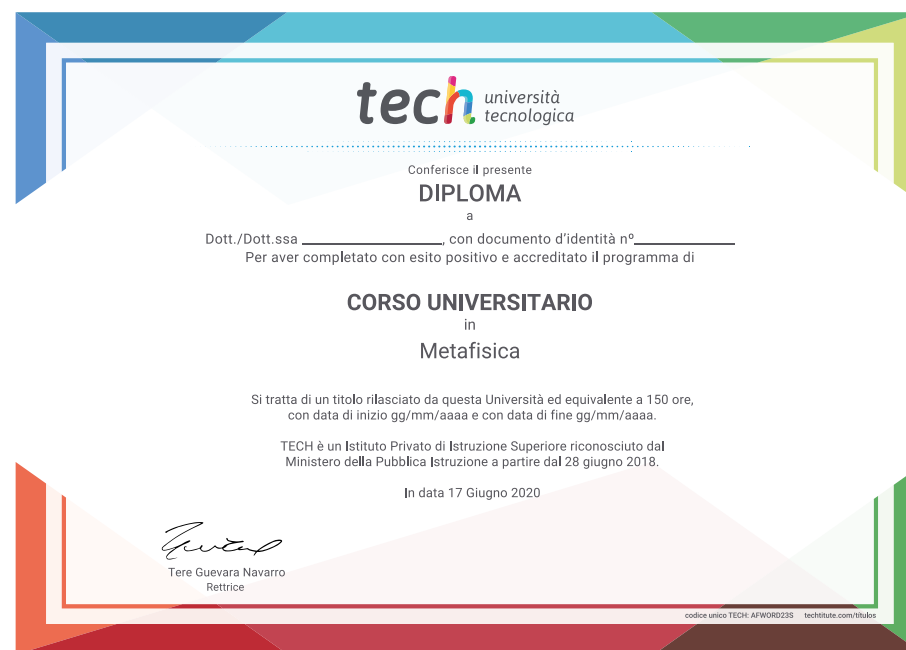 tech università
tecnologica
Conferisce il presente
DIPLOMA
a
Dott./Dott.ssa ____________________, con documento d'identità nº______________
Per aver completato con esito positivo e accreditato il programma di
CORSO UNIVERSITARIO
in
Metafisica
Si tratta di un titolo rilasciato da questa Università ed equivalente a 150 ore,
con data di inizio gg/mm/aaaa e con data di fine gg/mm/aaaa.
TECH è un Istituto Privato di Istruzione Superiore riconosciuto dal
Ministero della Pubblica Istruzione a partire dal 28 giugno 2018.
In data 17 Giugno 2020
Tere Guevara Navarro
Rettrice
codice unico TECH: AFWORD23S techtitute.com/títulos